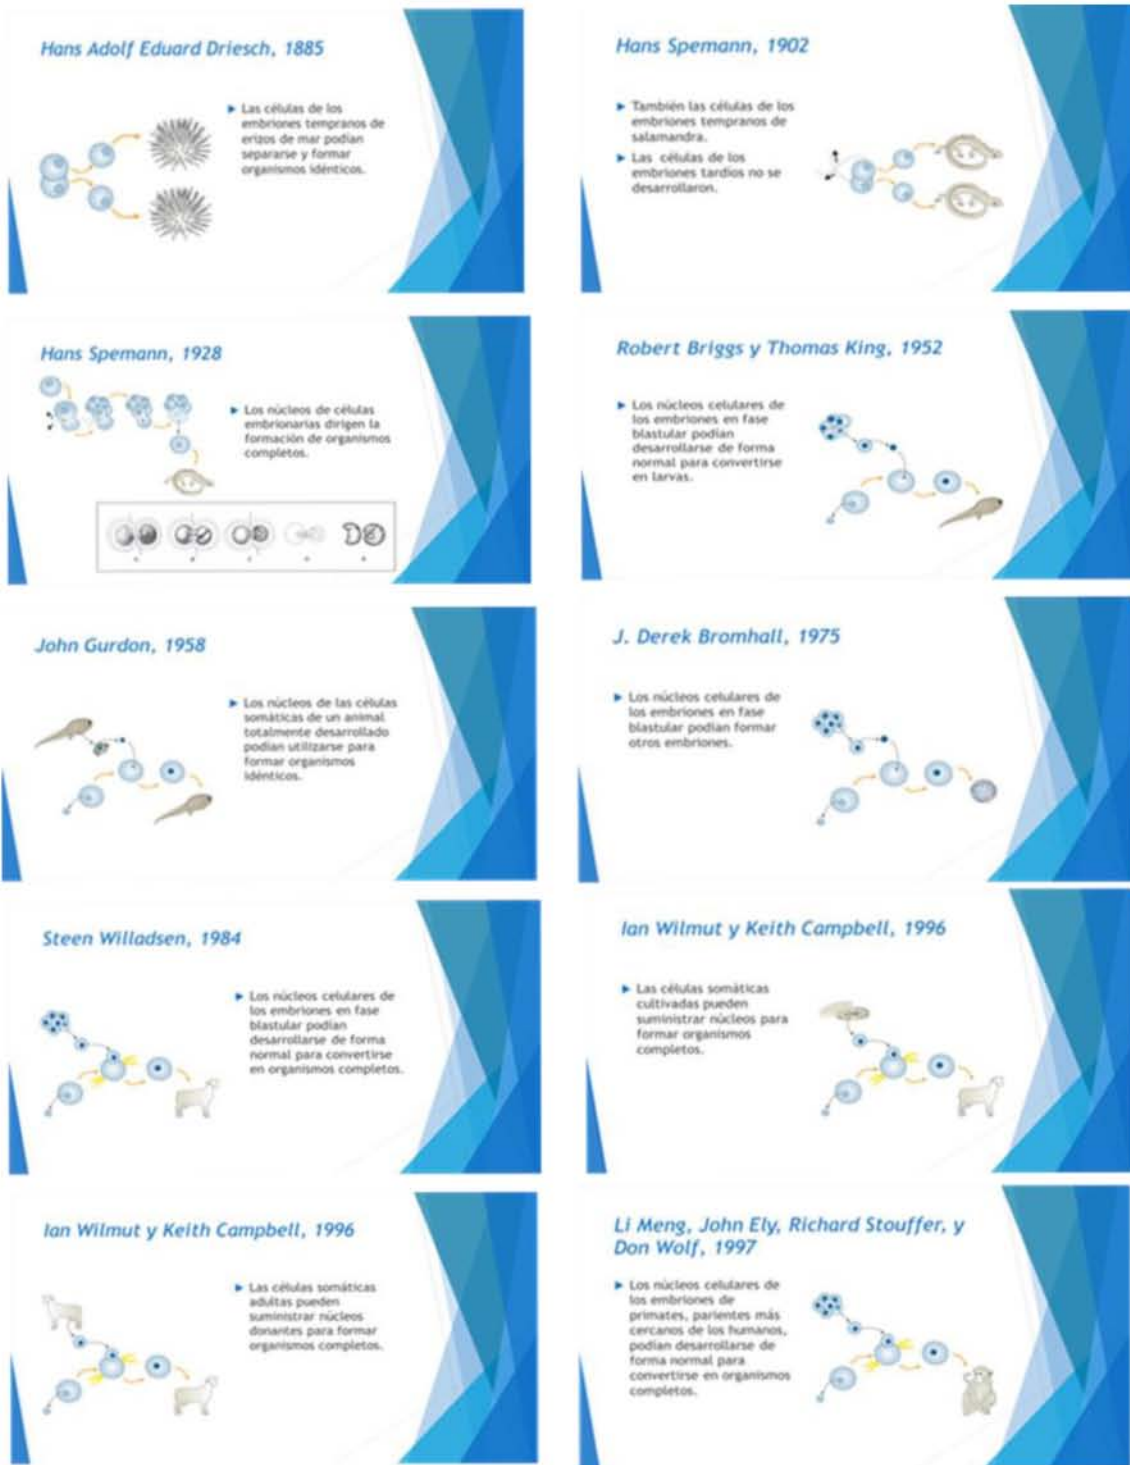 Hans Adolf Eduard Driesch, 1885
Las células de los
embriones tempranos de
erizos de mar podían
separarse y formar
organismos idénticos.
Hans Spemann, 1902
También las células de los
embriones tempranos de
salamandra.
Las células de los
embriones tardíos no se
desarrollaron.
Hans Spemann, 1928
Los núcleos de células
embrionarias dirigen la
formación de organismos
completos.
Robert Briggs y Thomas King, 1952
Los núcleos celulares de
los embriones en fase
blastular podían
desarrollarse de forma
normal para convertirse
en larvas.
John Gurdon, 1958
Los núcleos de las células
somáticas de un animal
totalmente desarrollado
podían utilizarse para
formar organismos
idénticos.
J. Derek Bromhall, 1975
Los núcleos celulares de
los embriones en fase
blastular podían formar
otros embriones.
Steen Willadsen, 1984
Los núcleos celulares de
los embriones en fase
blastular podían
desarrollarse de forma
normal para convertirse
en organismos completos.
Ian Wilmut y Keith Campbell, 1996
Las células somáticas
cultivadas pueden
suministrar núcleos para
formar organismos
completos.
Ian Wilmut y Keith Campbell, 1996
Las células somáticas
adultas pueden
suministrar núcleos
donantes para formar
organismos completos.
Li Meng, John Ely, Richard Stouffer, y
Don Wolf, 1997
Los núcleos celulares de
los embriones de
primates, parientes más
cercanos de los humanos,
podían desarrollarse de
forma normal para
convertirse en organismos
completos.